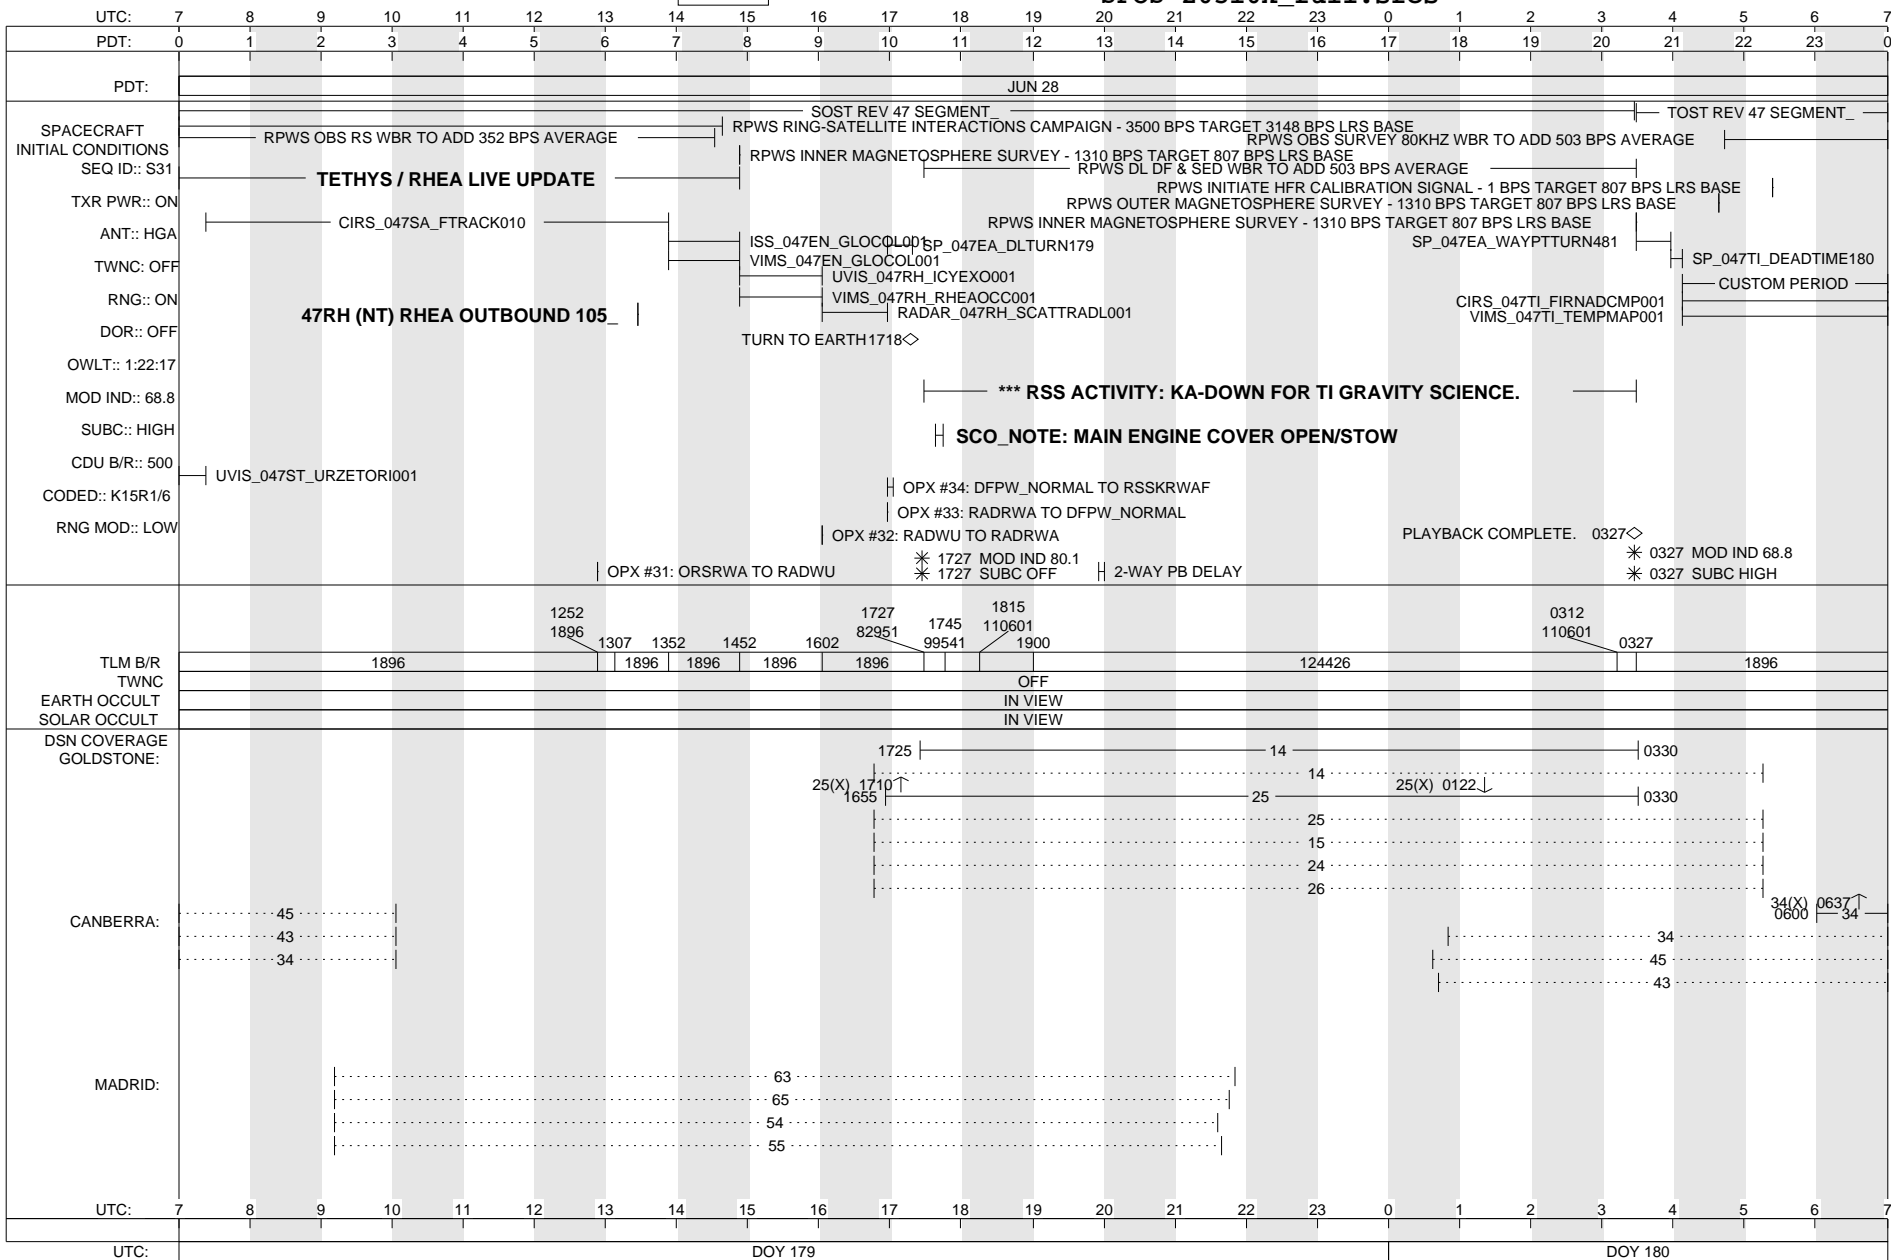 UTC: 7 8 9 10 11 12 13 14 15 16 17 18 19 20 21 22 23 0 1 2 3 4 5 6 7
PDT: 0 1 2 3 4 5 6 7 8 9 10 11 12 13 14 15 16 17 18 19 20 21 22 23 0
PDT: JUN 28
SOST REV 47 SEGMENT_ TOST REV 47 SEGMENT_
SPACECRAFT
INITIAL CONDITIONS
SEQ ID:: S31
TXR PWR:: ON
ANT:: HGA
TWNC: OFF
RNG:: ON
DOR:: OFF
OWLT:: 1:22:17
MOD IND:: 68.8
SUBC:: HIGH
CDU B/R:: 500
CODED:: K15R1/6
RNG MOD:: LOW
RPWS RING-SATELLITE INTERACTIONS CAMPAIGN - 3500 BPS TARGET 3148 BPS LRS BASE
RPWS OBS RS WBR TO ADD 352 BPS AVERAGE
RPWS OBS SURVEY 80KHZ WBR TO ADD 503 BPS AVERAGE
RPWS INNER MAGNETOSPHERE SURVEY - 1310 BPS TARGET 807 BPS LRS BASE
RPWS DL DF & SED WBR TO ADD 503 BPS AVERAGE
TETHYS / RHEA LIVE UPDATE
RPWS INITIATE HFR CALIBRATION SIGNAL - 1 BPS TARGET 807 BPS LRS BASE
RPWS OUTER MAGNETOSPHERE SURVEY - 1310 BPS TARGET 807 BPS LRS BASE
CIRS_047SA_FTRACK010
RPWS INNER MAGNETOSPHERE SURVEY - 1310 BPS TARGET 807 BPS LRS BASE
ISS_047EN_GLOCOL001
SP_047EA_DLTURN179
SP_047EA_WAYPTTURN481
VIMS_047EN_GLOCOL001
SP_047TI_DEADTIME180
UVIS_047RH_ICYEXO001
CUSTOM PERIOD
VIMS_047RH_RHEAOCC001
CIRS_047TI_FIRNADCMP001
47RH (NT) RHEA OUTBOUND 105_
RADAR_047RH_SCATTRADL001
VIMS_047TI_TEMPMAP001
TURN TO EARTH 1718
*** RSS ACTIVITY: KA-DOWN FOR TI GRAVITY SCIENCE.
SCO_NOTE: MAIN ENGINE COVER OPEN/STOW
UVIS_047ST_URZETORI001
OPX #34: DFPW_NORMAL TO RSSKRWAF
OPX #33: RADRWA TO DFPW_NORMAL
OPX #32: RADWU TO RADRWA
PLAYBACK COMPLETE. 0327
1727 MOD IND 80.1
0327 MOD IND 68.8
OPX #31: ORSRWA TO RADWU
1727 SUBC OFF
2-WAY PB DELAY
0327 SUBC HIGH
1252 1727 1815 0312
1896 82951 1745 110601 110601
1307 1352 1452 1602 99541 1900 0327
TLM B/R 1896 1896 1896 1896 1896 124426 1896
TWNC OFF
EARTH OCCULT IN VIEW
SOLAR OCCULT IN VIEW
DSN COVERAGE
GOLDSTONE:
1725 14 0330
14
25(X) 1710 25(X) 0122
1655 25 0330
25
15
24
26
CANBERRA:
34(X) 0637
45 0600 34
43 34
34 45
43
MADRID:
63
65
54
55
UTC: 7 8 9 10 11 12 13 14 15 16 17 18 19 20 21 22 23 0 1 2 3 4 5 6 7
UTC: DOY 179 DOY 180